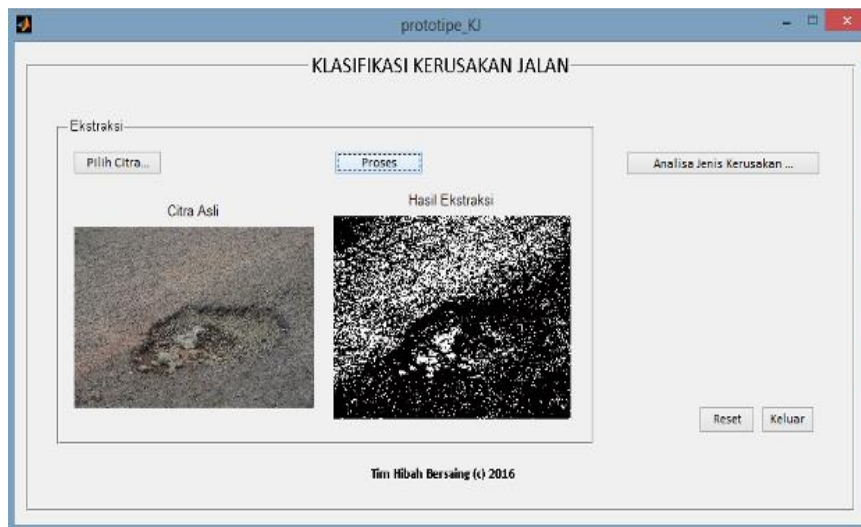 prototipe_KJ
KLASIFIKASI KERUSAKAN JALAN
Ekstraksi
Pilih Citra...
Proses
Analisa Jenis Kerusakan ...
Citra Asli
Hasil Ekstraksi
Reset
Keluar
Tim Hibah Bersaing (c) 2016